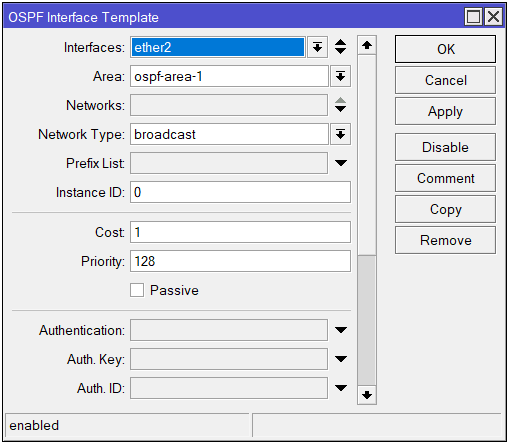 OSPF Interface Template
Interfaces: ether2
Area: ospf-area-1
Networks:
Network Type: broadcast
Prefix List:
Instance ID: 0
Cost: 1
Priority: 128
Passive
Authentication:
Auth. Key:
Auth. ID:
OK
Cancel
Apply
Disable
Comment
Copy
Remove
enabled